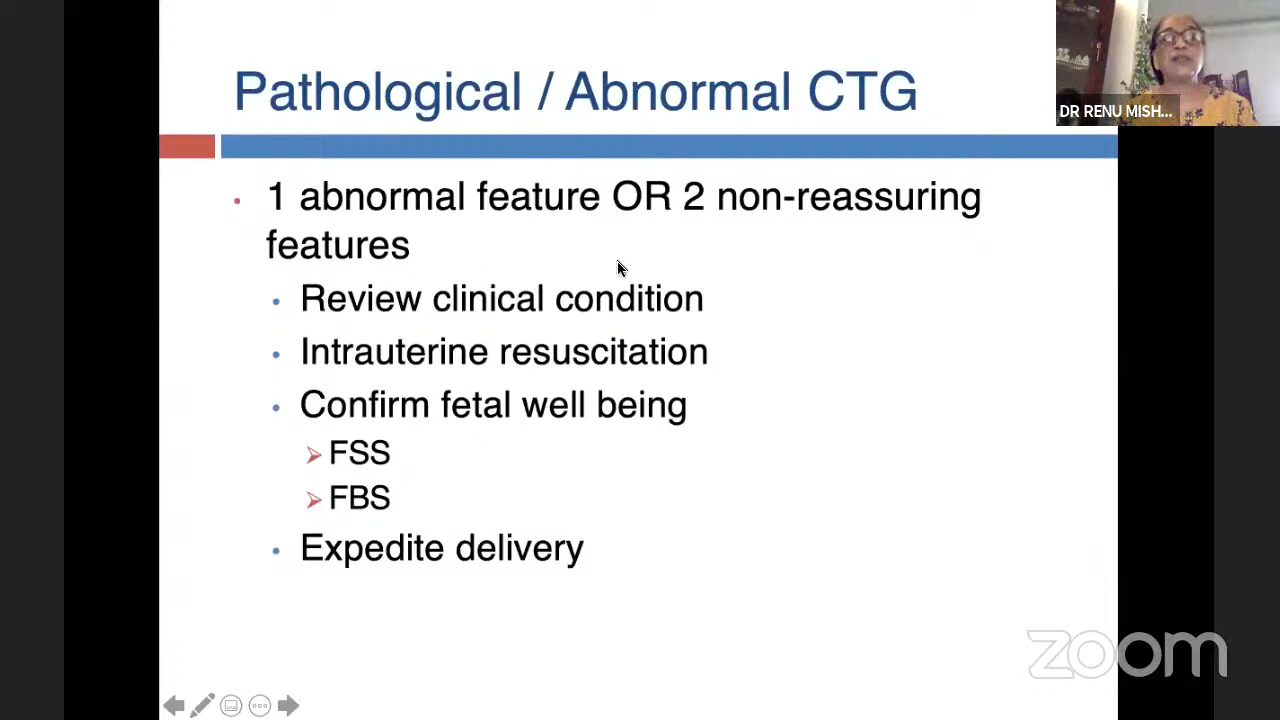 Pathological / Abnormal CTG
DR RENU MISH...
• 1 abnormal feature OR 2 non-reassuring
features
• Review clinical condition
• Intrauterine resuscitation
• Confirm fetal well being
➢ FSS
➢ FBS
• Expedite delivery
zoom